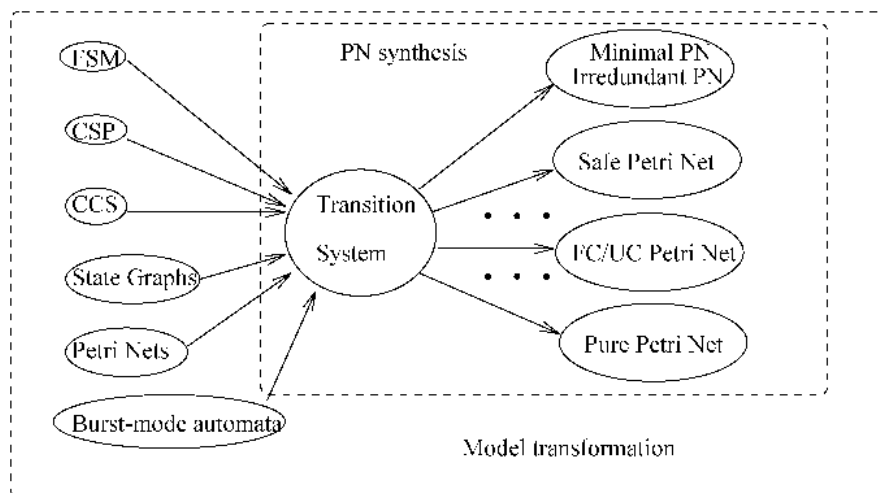 FSM
PN synthesis
Minimal PN
Irredundant PN
CSP
Safe Petri Net
CCS
Transition
System
FC/UC Petri Net
State Graphs
Petri Nets
Pure Petri Net
Burst-mode automata
Model transformation